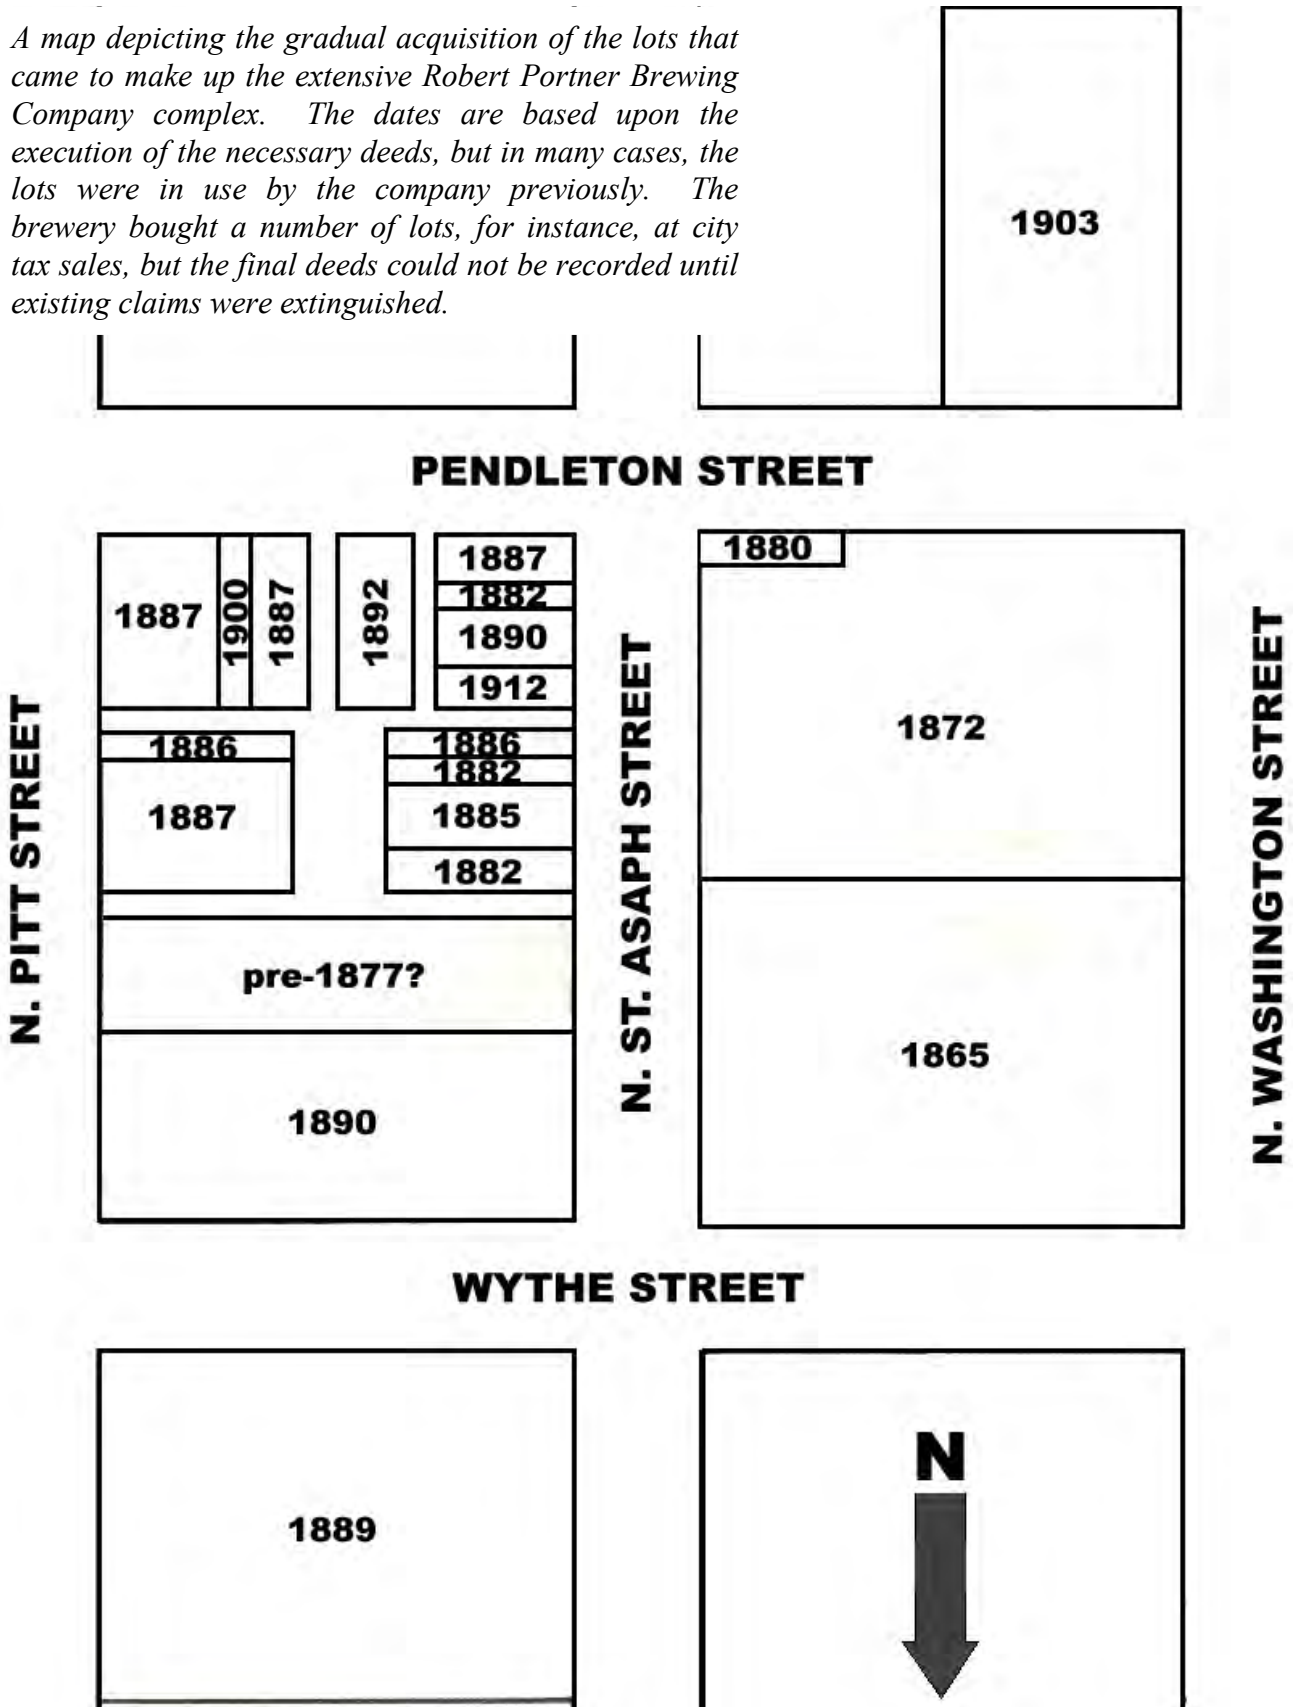 A map depicting the gradual acquisition of the lots that
came to make up the extensive Robert Portner Brewing
Company complex. The dates are based upon the
execution of the necessary deeds, but in many cases, the
lots were in use by the company previously. The
brewery bought a number of lots, for instance, at city
tax sales, but the final deeds could not be recorded until
existing claims were extinguished.
1903
PENDLETON STREET
1887
1900
1887
1892
1887
1882
1890
1912
1880
1872
N. PITT STREET
1886
1887
1886
1882
1885
1882
N. ST. ASAPH STREET
N. WASHINGTON STREET
pre-1877?
1865
1890
WYTHE STREET
1889
N